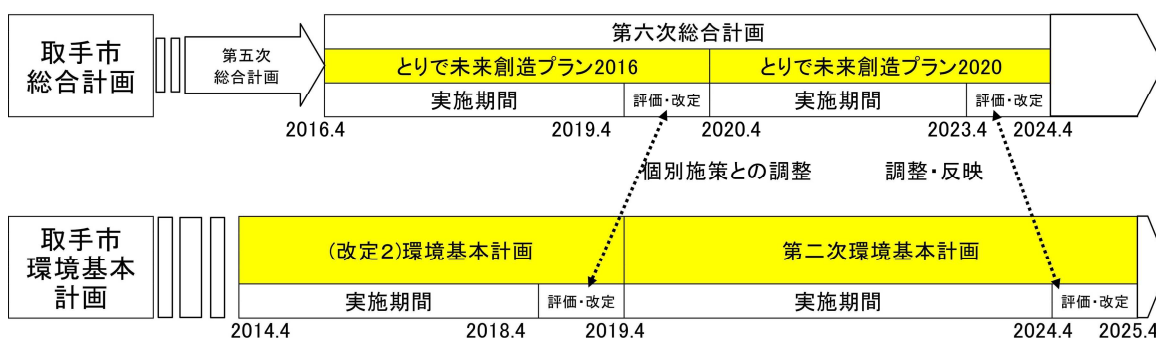 取手市
総合計画
第五次
総合計画
第六次総合計画
とりで未来創造プラン2016
とりで未来創造プラン2020
実施期間
評価・改定
実施期間
評価・改定
2016.4
2019.4
2020.4
2023.4
2024.4
個別施策との調整
調整・反映
取手市
環境基本
計画
(改定2)環境基本計画
第二次環境基本計画
実施期間
評価・改定
実施期間
評価・改定
2014.4
2018.4
2019.4
2024.4
2025.4